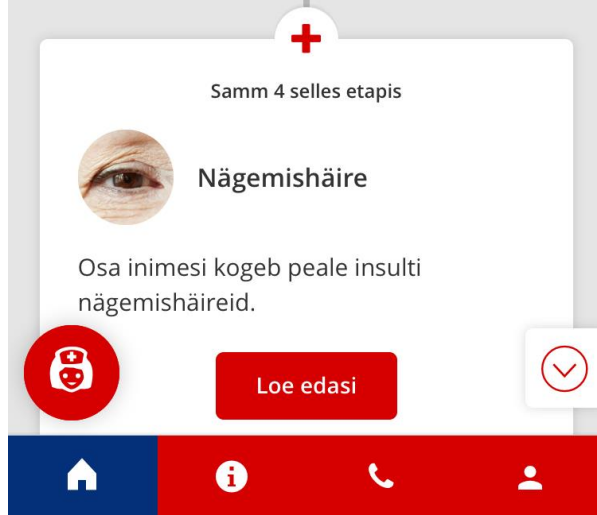 Samm 4 selles etapis
Nägemishäire
Osa inimesi kogeb peale insulti
nägemishäireid.
Loe edasi